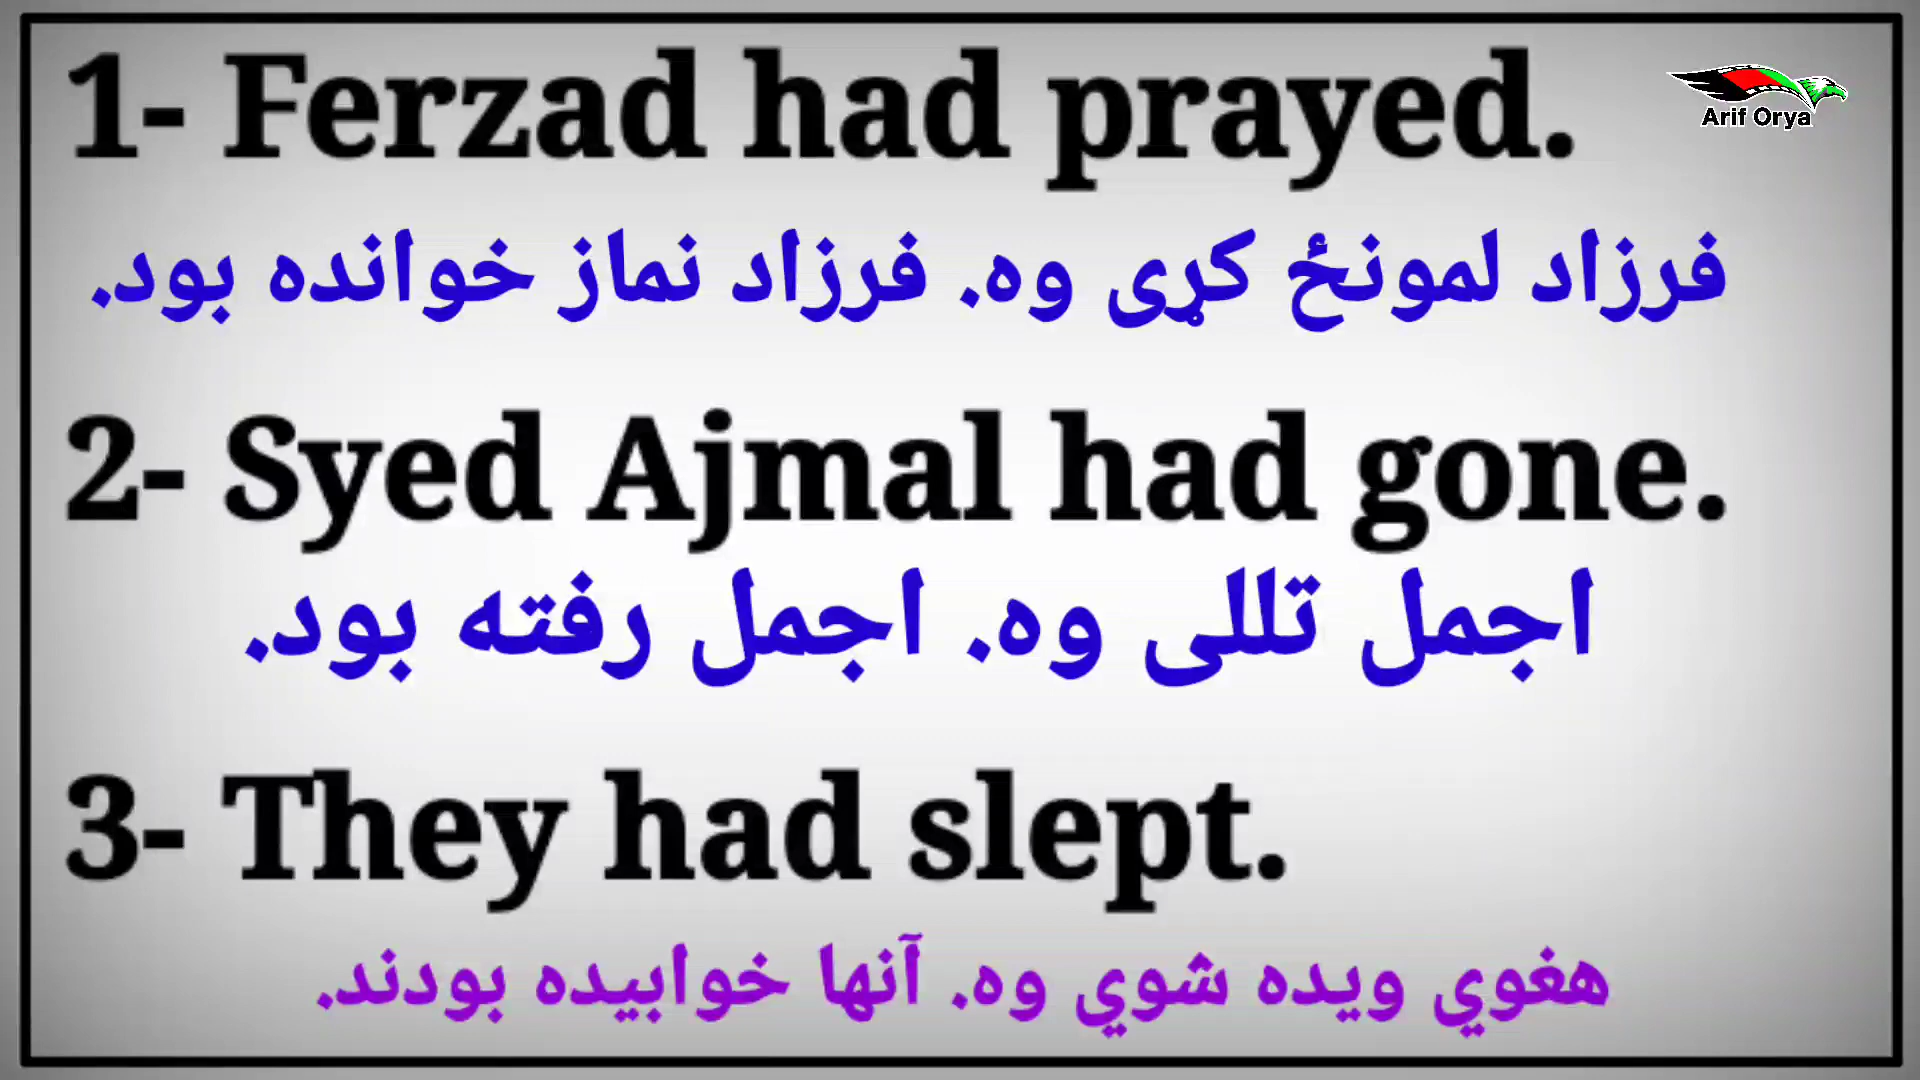 1- Ferzad had prayed.
Arif Orya
فرزاد لمونځ کړی وه. فرزاد نماز خوانده بود.
2- Syed Ajmal had gone.
اجمل تللی وه. اجمل رفته بود.
3- They had slept.
هغوي ویده شوي وه. آنها خوابیده بودند.